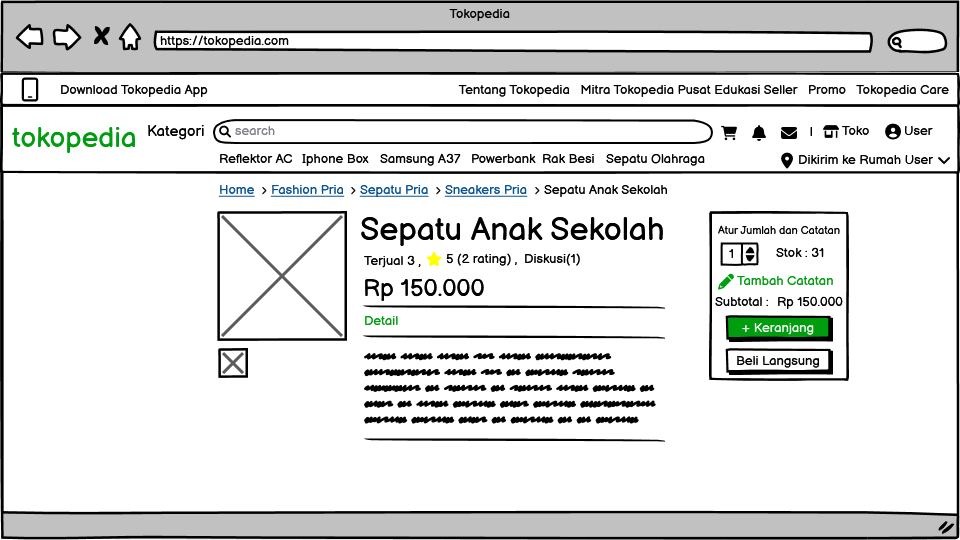 Tokopedia
https://tokopedia.com
Download Tokopedia App
Tentang Tokopedia Mitra Tokopedia Pusat Edukasi Seller Promo Tokopedia Care
tokopedia
Kategori
search
Toko
User
Reflektor AC Iphone Box Samsung A37 Powerbank Rak Besi Sepatu Olahraga
Dikirim ke Rumah User
Home > Fashion Pria > Sepatu Pria > Sneakers Pria > Sepatu Anak Sekolah
Sepatu Anak Sekolah
Terjual 3 , 5 (2 rating) , Diskusi(1)
Rp 150.000
Detail
Atur Jumlah dan Catatan
1
Stok : 31
Tambah Catatan
Subtotal : Rp 150.000
+ Keranjang
Beli Langsung